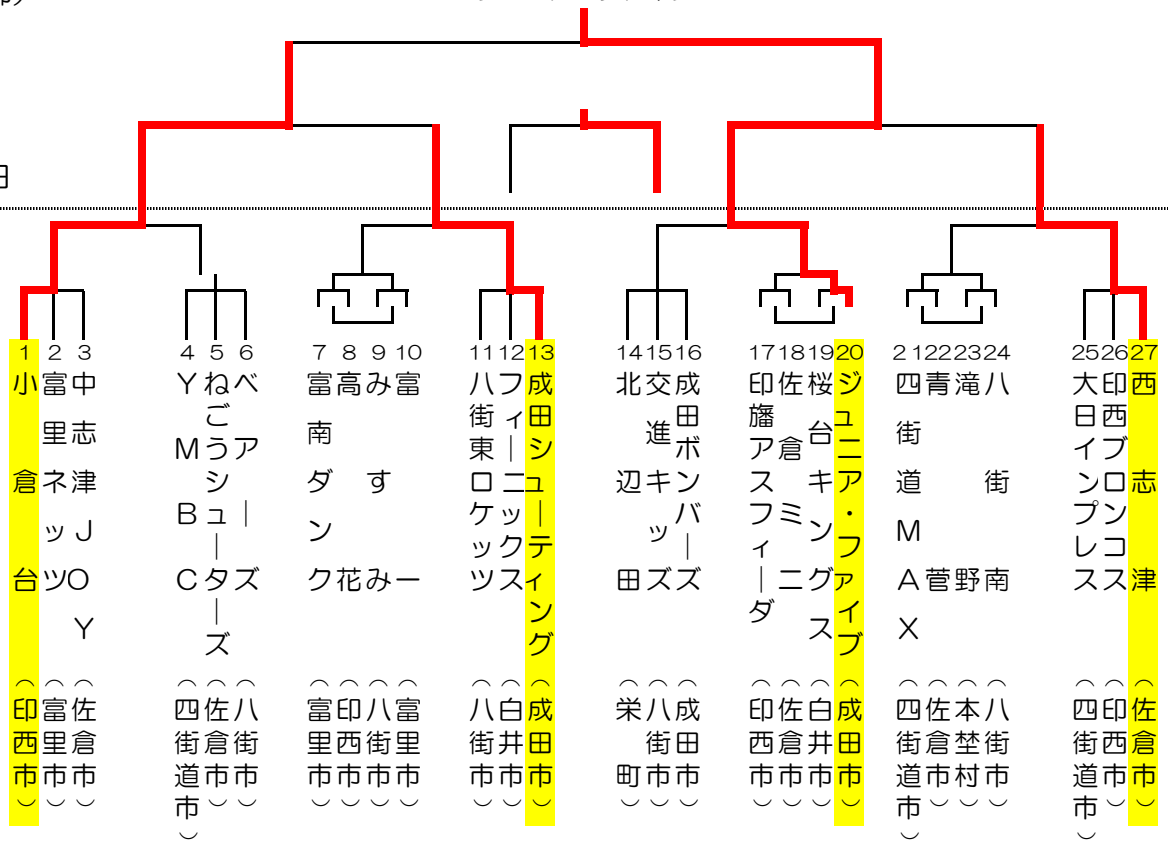 1 小倉台 (印西市)
2 富里ネッツ (富里市)
3 中志津JOY (佐倉市)
4 YMBC (四街道市)
5 ねごうシューターズ (佐倉市)
6 ベアーズ (八街市)
7 富南ダンク (富里市)
8 高花 (印西市)
9 みすみ (八街市)
10 富一 (富里市)
11 八街東ロケッツ (八街市)
12 フィーニックス (白井市)
13 成田シューティング (成田市)
14 北辺田 (栄町)
15 交進キッズ (八街市)
16 成田ボンバーズ (成田市)
17 印旛アスフィーダ (印西市)
18 佐倉ミニ (佐倉市)
19 桜台キングス (白井市)
20 ジュニア・ファイブ (成田市)
21 四街道MAX (四街道市)
22 青菅 (佐倉市)
23 滝野 (本埜村)
24 八街南 (八街市)
25 大日インプレス (四街道市)
26 印西ブロンコス (印西市)
27 西志津 (佐倉市)